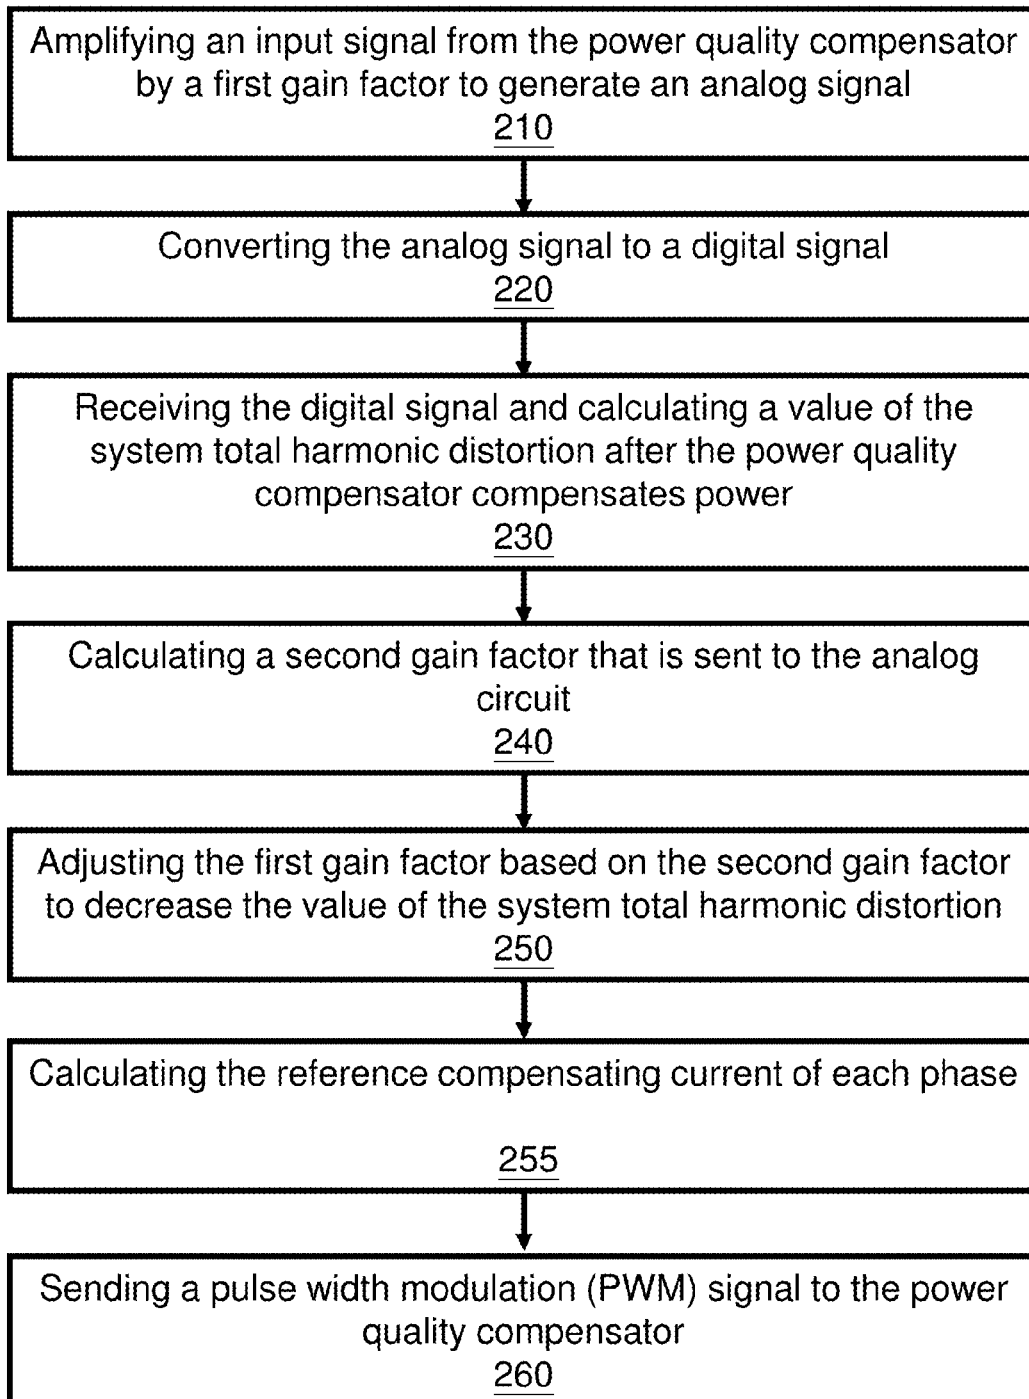 Amplifying an input signal from the power quality compensator
by a first gain factor to generate an analog signal
210
Converting the analog signal to a digital signal
220
Receiving the digital signal and calculating a value of the
system total harmonic distortion after the power quality
compensator compensates power
230
Calculating a second gain factor that is sent to the analog
circuit
240
Adjusting the first gain factor based on the second gain factor
to decrease the value of the system total harmonic distortion
250
Calculating the reference compensating current of each phase
255
Sending a pulse width modulation (PWM) signal to the power
quality compensator
260